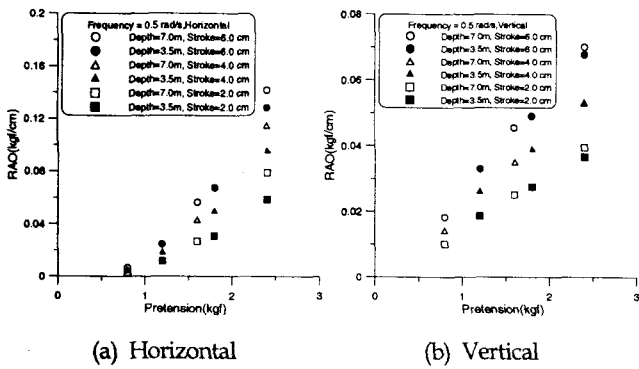 Frequency = 0.5 rad/s,Horizontal
Depth=7.0m, Stroke=6.0 cm
Depth=3.5m, Stroke=6.0 cm
Depth=7.0m, Stroke=4.0 cm
Depth=3.5m, Stroke=4.0 cm
Depth=7.0m, Stroke=2.0 cm
Depth=3.5m, Stroke=2.0 cm
0.2
0.16
0.12
0.08
0.04
0
RAO(kgf/cm)
0
1
2
3
Pretension(kgf)
(a) Horizontal
Frequency = 0.5 rad/s,Vertical
Depth=7.0m, Stroke=6.0 cm
Depth=3.5m, Stroke=6.0 cm
Depth=7.0m, Stroke=4.0 cm
Depth=3.5m, Stroke=4.0 cm
Depth=7.0m, Stroke=2.0 cm
Depth=3.5m, Stroke=2.0 cm
0.08
0.06
0.04
0.02
0
RAO(kgf/cm)
0
1
2
3
Pretension(kgf)
(b) Vertical